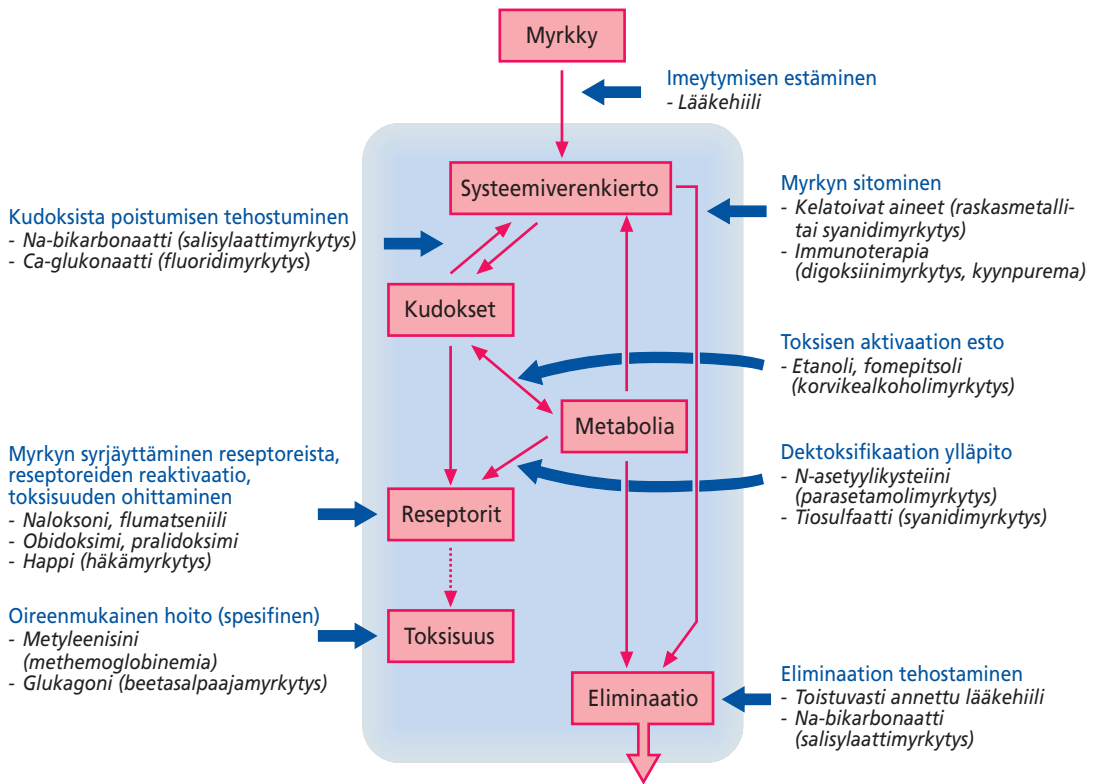 Myrkky
Imeytymisen estäminen
- Lääkehiili
Systeemiverenkierto
Myrkyn sitominen
- Kelatoivat aineet (raskasmetalli-
tai syanidimyrkytys)
- Immunoterapia
(digoksiinimyrkytys, kyynpurema)
Kudoksista poistumisen tehostuminen
- Na-bikarbonaatti (salisylaattimyrkytys)
- Ca-glukonaatti (fluoridimyrkytys)
Kudokset
Toksisen aktivaation esto
- Etanoli, fomepitsoli
(korvikealkoholimyrkytys)
Metabolia
Myrkyn syrjäyttäminen reseptoreista,
reseptoreiden reaktivaatio,
toksisuuden ohittaminen
- Naloksoni, flumatseniili
- Obidoksimi, pralidoksimi
- Happi (häkämyrkytys)
Dektoksifikaation ylläpito
- N-asetyylikysteiini
(parasetamolimyrkytys)
- Tiosulfaatti (syanidimyrkytys)
Reseptorit
Oireenmukainen hoito (spesifinen)
- Metyleenisini
(methemoglobinemia)
- Glukagoni (beetasalpaajamyrkytys)
Toksisuus
Eliminaatio
Eliminaation tehostaminen
- Toistuvasti annettu lääkehiili
- Na-bikarbonaatti
(salisylaattimyrkytys)